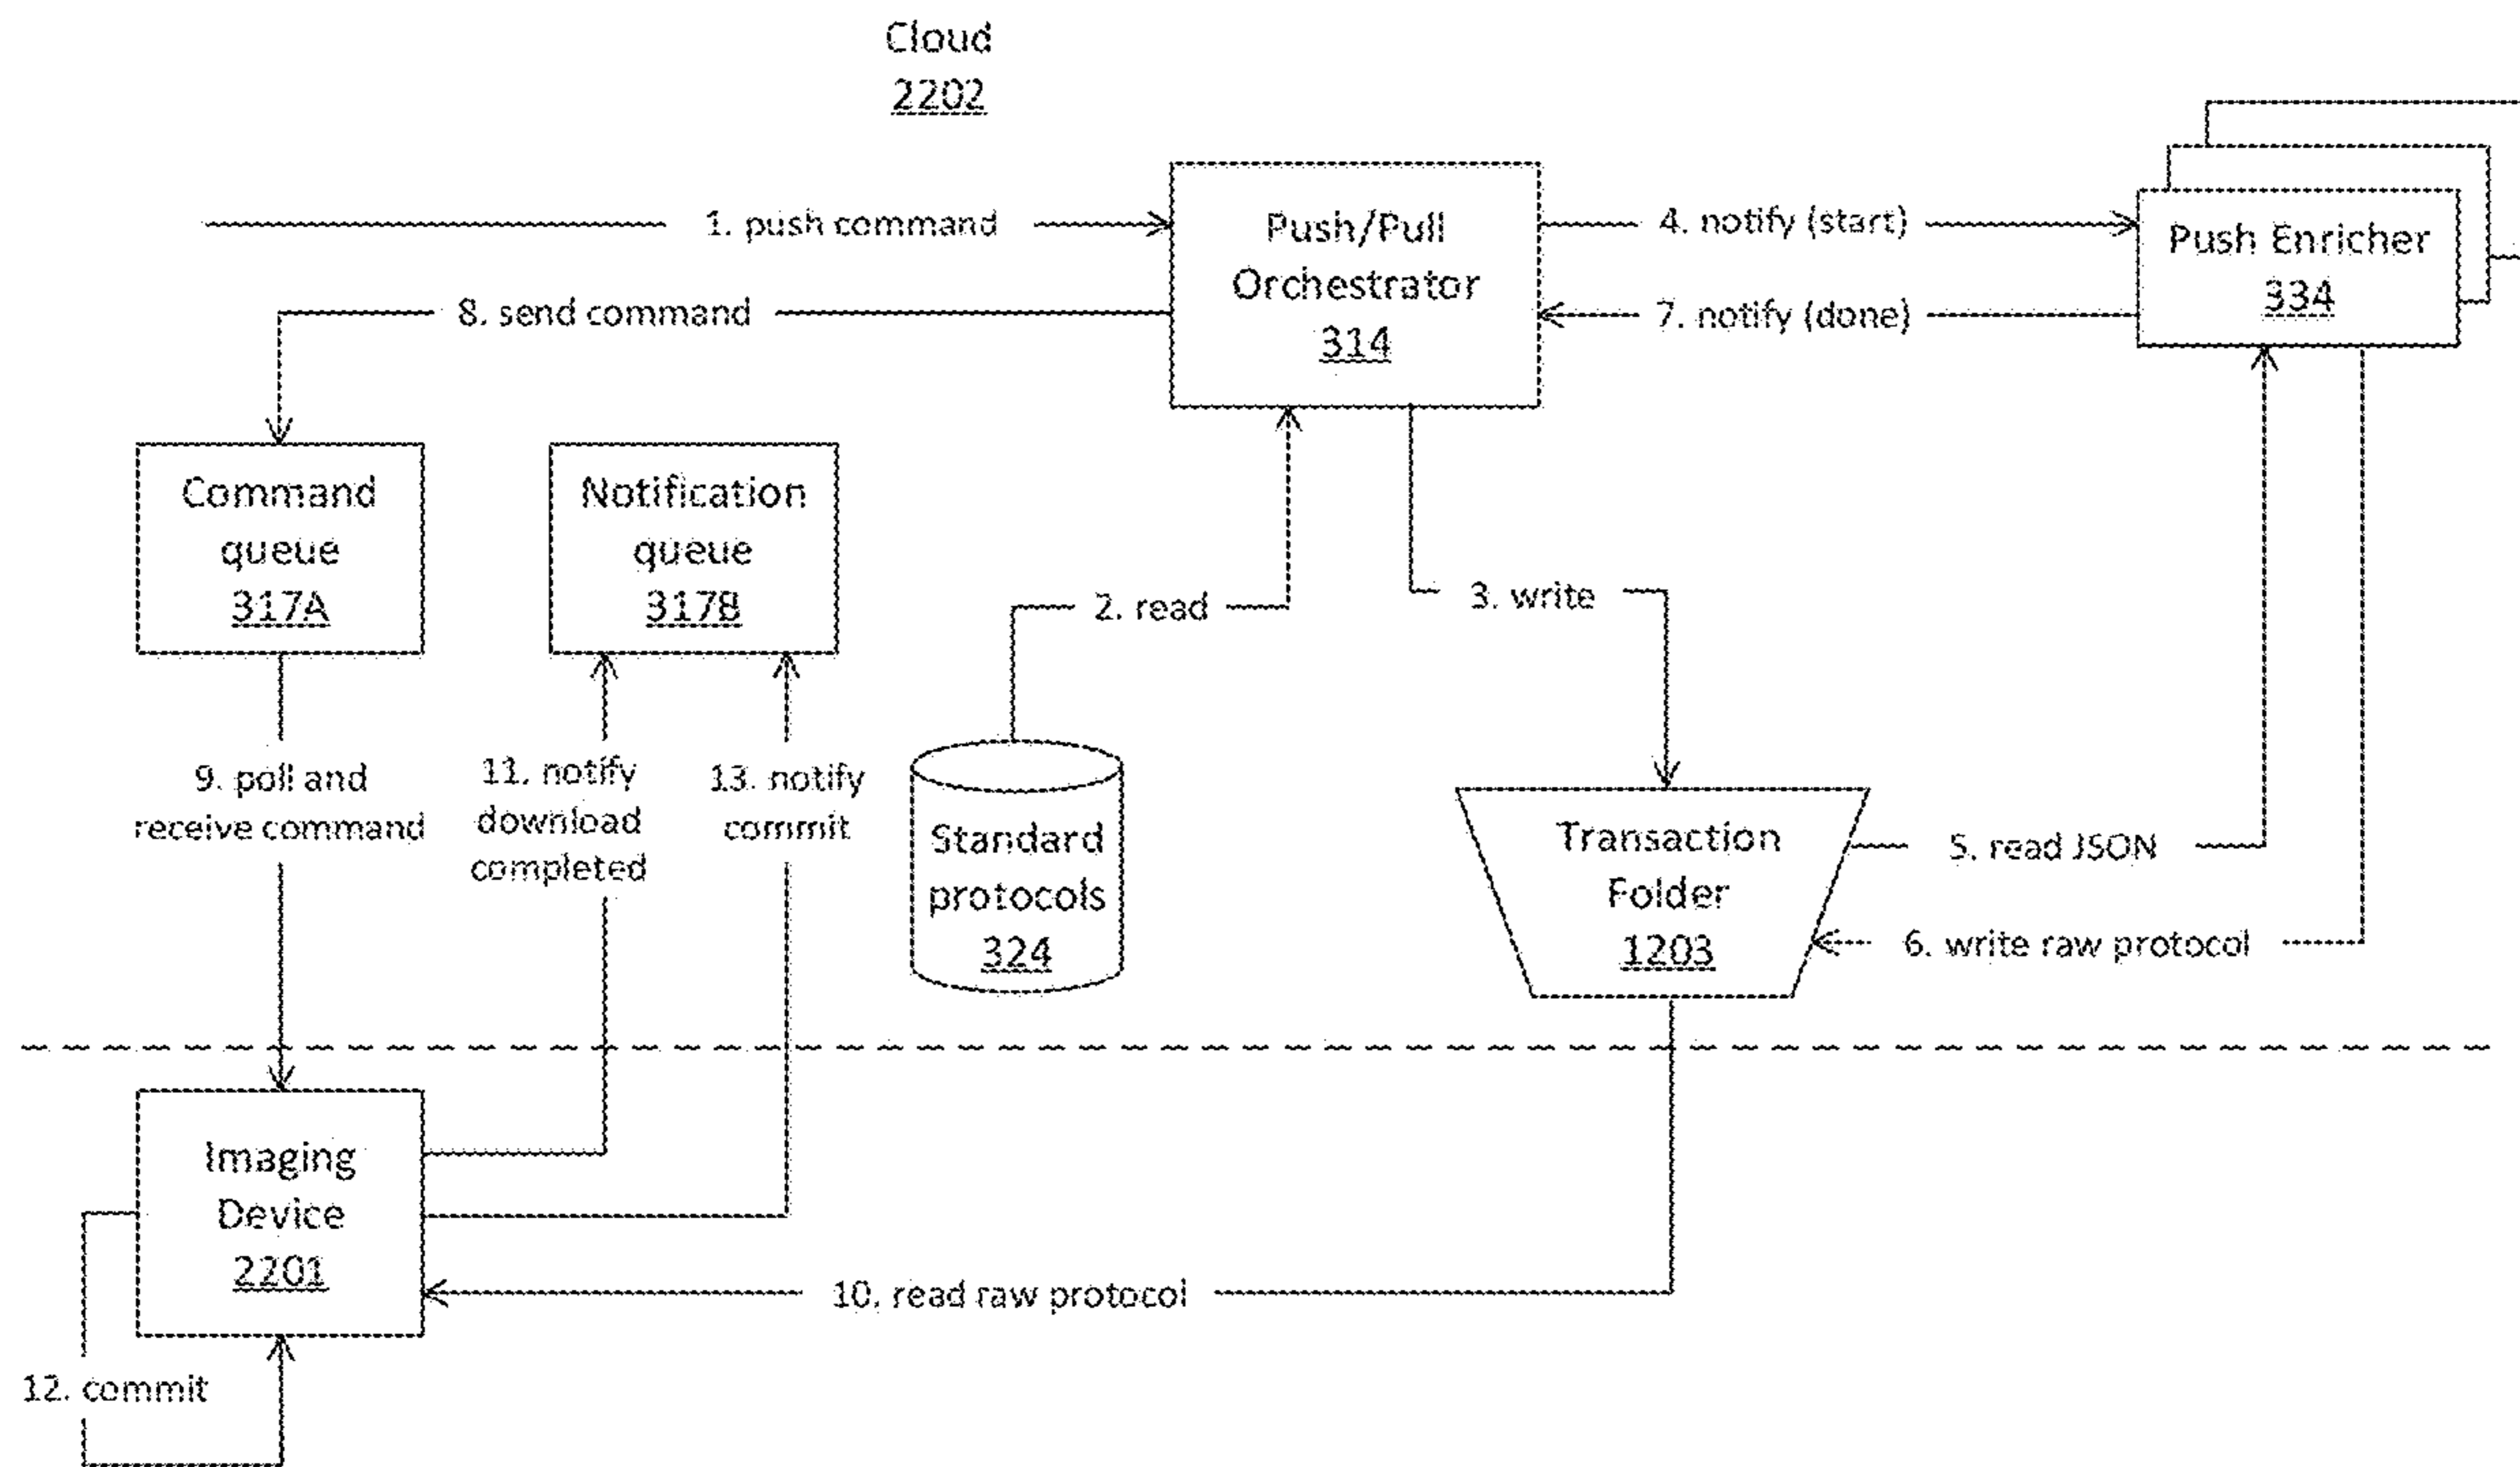 Cloud
2202
1. push command
Push/Pull
Orchestrator
314
4. notify (start)
7. notify (done)
Push Enricher
334
8. send command
Command
queue
317A
Notification
queue
317B
2. read
3. write
9. poll and
receive command
11. notify
download
completed
13. notify
commit
Standard
protocols
324
Transaction
Folder
1203
5. read JSON
6. write raw protocol
Imaging
Device
2201
10. read raw protocol
12. commit